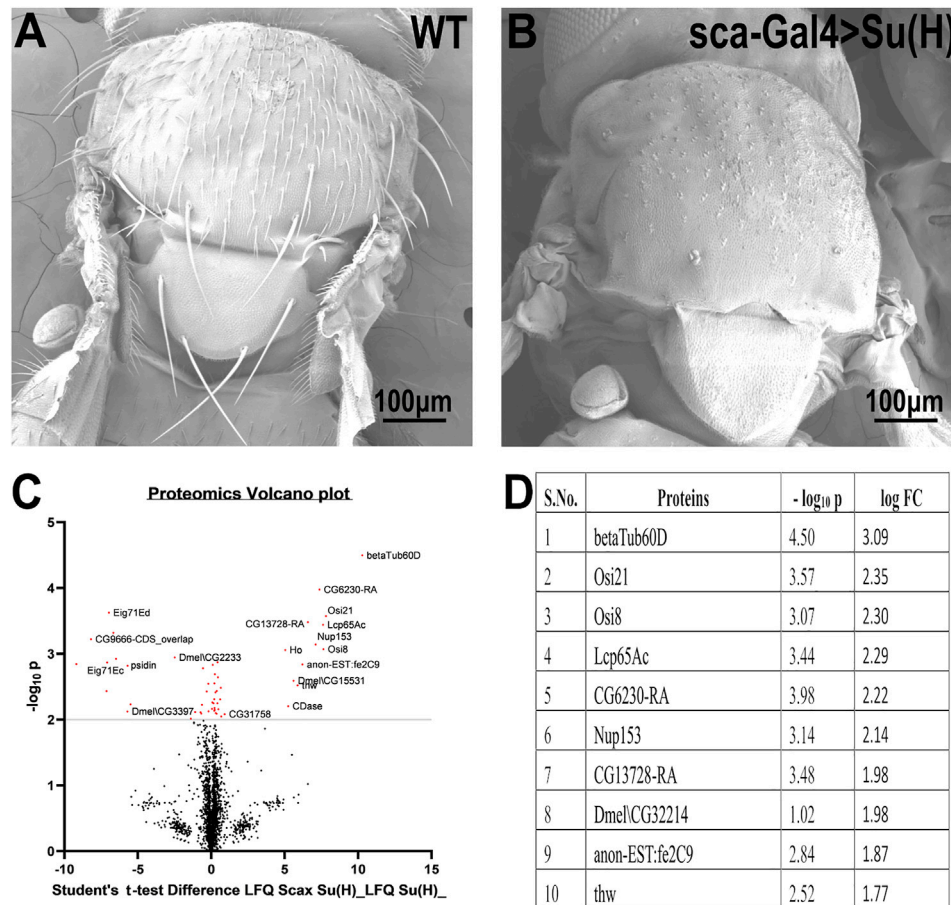 A WT
100µm
B sca-Gal4>Su(H)
100µm
C
Proteomics Volcano plot
5
4
3
2
1
0
-log10 p
betaTub60D
CG6230-RA
Eig71Ed
Osi21
CG13728-RA
Lcp65Ac
CG9666-CDS_overlap
Nup153
Ho
Osi8
Dmel\CG2233
Eig71Ec
psidin
anon-EST:fe2C9
Dmel\CG15531
thw
CDase
Dmel\CG3397
CG31758
-10 -5 0 5 10 15
Student's t-test Difference LFQ Scax Su(H)_LFQ Su(H)_
D
S.No. Proteins - log10 p log FC
1 betaTub60D 4.50 3.09
2 Osi21 3.57 2.35
3 Osi8 3.07 2.30
4 Lcp65Ac 3.44 2.29
5 CG6230-RA 3.98 2.22
6 Nup153 3.14 2.14
7 CG13728-RA 3.48 1.98
8 Dmel\CG32214 1.02 1.98
9 anon-EST:fe2C9 2.84 1.87
10 thw 2.52 1.77